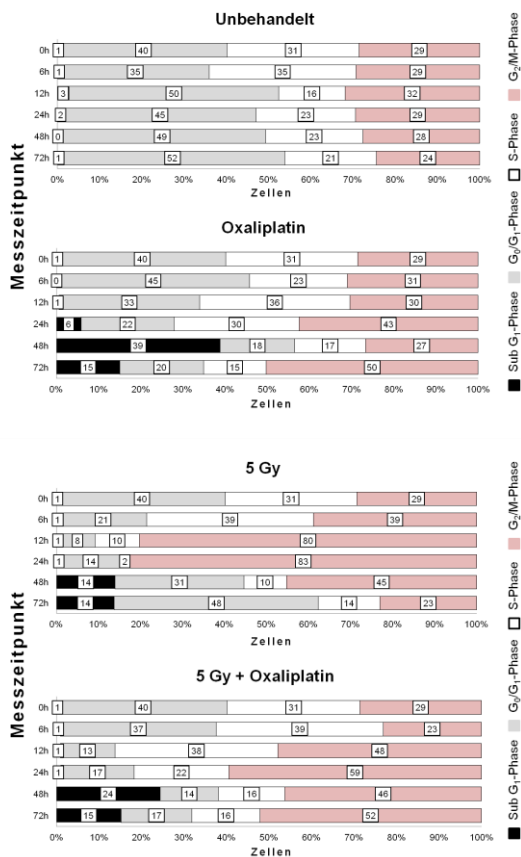 Unbehandelt
0h 1 40 31 29
6h 1 35 35 29
12h 3 50 16 32
24h 2 45 23 29
48h 0 49 23 28
72h 1 52 21 24
0% 10% 20% 30% 40% 50% 60% 70% 80% 90% 100%
Zellen
Oxaliplatin
0h 1 40 31 29
6h 0 45 23 31
12h 1 33 36 30
24h 6 22 30 43
48h 39 18 17 27
72h 15 20 15 50
0% 10% 20% 30% 40% 50% 60% 70% 80% 90% 100%
Zellen
Messzeitpunkt
Sub G₁-Phase G₀/G₁-Phase S-Phase G₂/M-Phase
5 Gy
0h 1 40 31 29
6h 1 21 39 39
12h 1 8 10 80
24h 1 14 2 83
48h 14 31 10 45
72h 14 48 14 23
0% 10% 20% 30% 40% 50% 60% 70% 80% 90% 100%
Zellen
5 Gy + Oxaliplatin
0h 1 40 31 29
6h 1 37 39 23
12h 1 13 38 48
24h 1 17 22 59
48h 24 14 16 46
72h 15 17 16 52
0% 10% 20% 30% 40% 50% 60% 70% 80% 90% 100%
Zellen
Messzeitpunkt
Sub G₁-Phase G₀/G₁-Phase S-Phase G₂/M-Phase